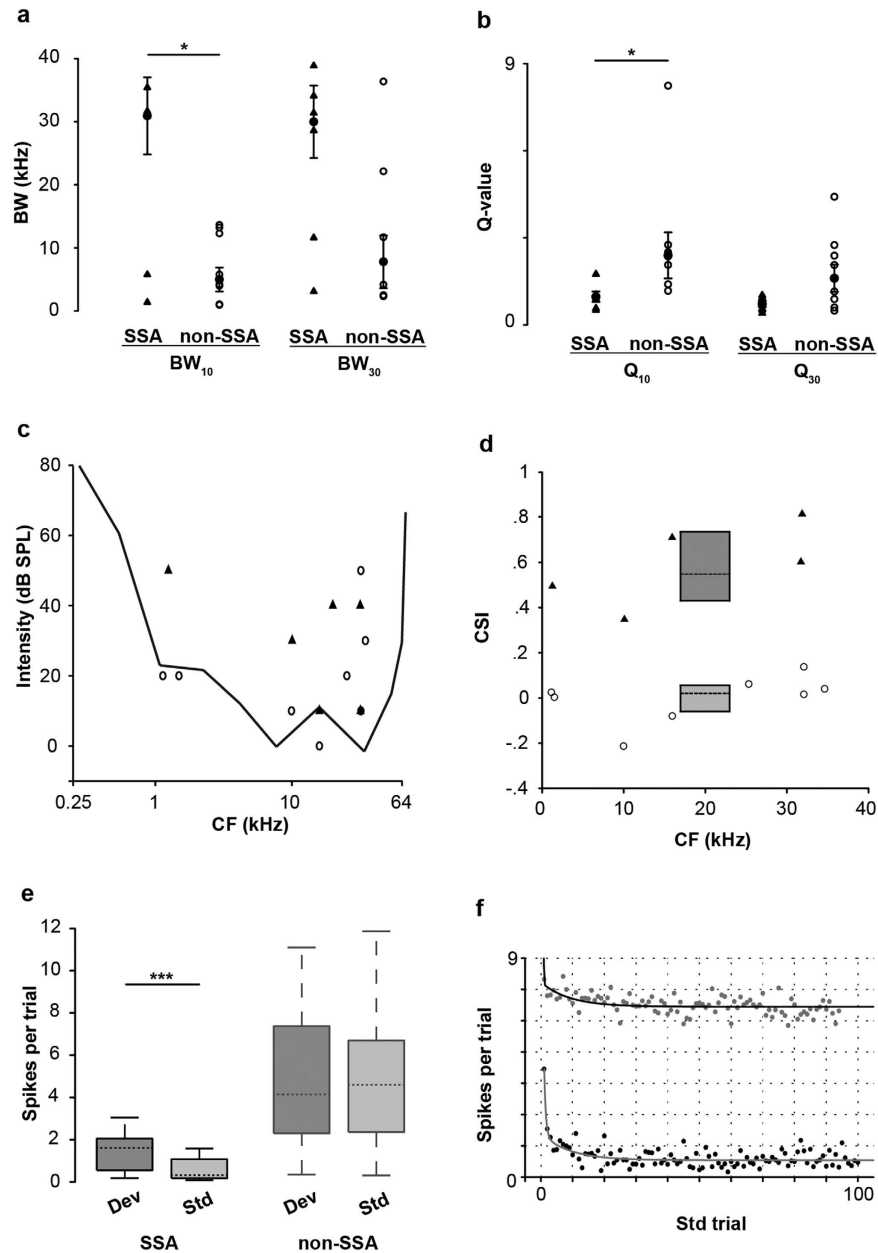 a
*
40
30
20
10
0
BW (kHz)
SSA non-SSA SSA non-SSA
BW10 BW30
b
*
9
0
Q-value
SSA non-SSA SSA non-SSA
Q10 Q30
c
80
60
40
20
0
Intensity (dB SPL)
0.25 1 10 64
CF (kHz)
d
1
.8
.6
.4
.2
0
-.2
-.4
CSI
0 10 20 30 40
CF (kHz)
e
12
10
8
6
4
2
0
Spikes per trial
***
Dev Std Dev Std
SSA non-SSA
f
9
0
Spikes per trial
0 100
Std trial